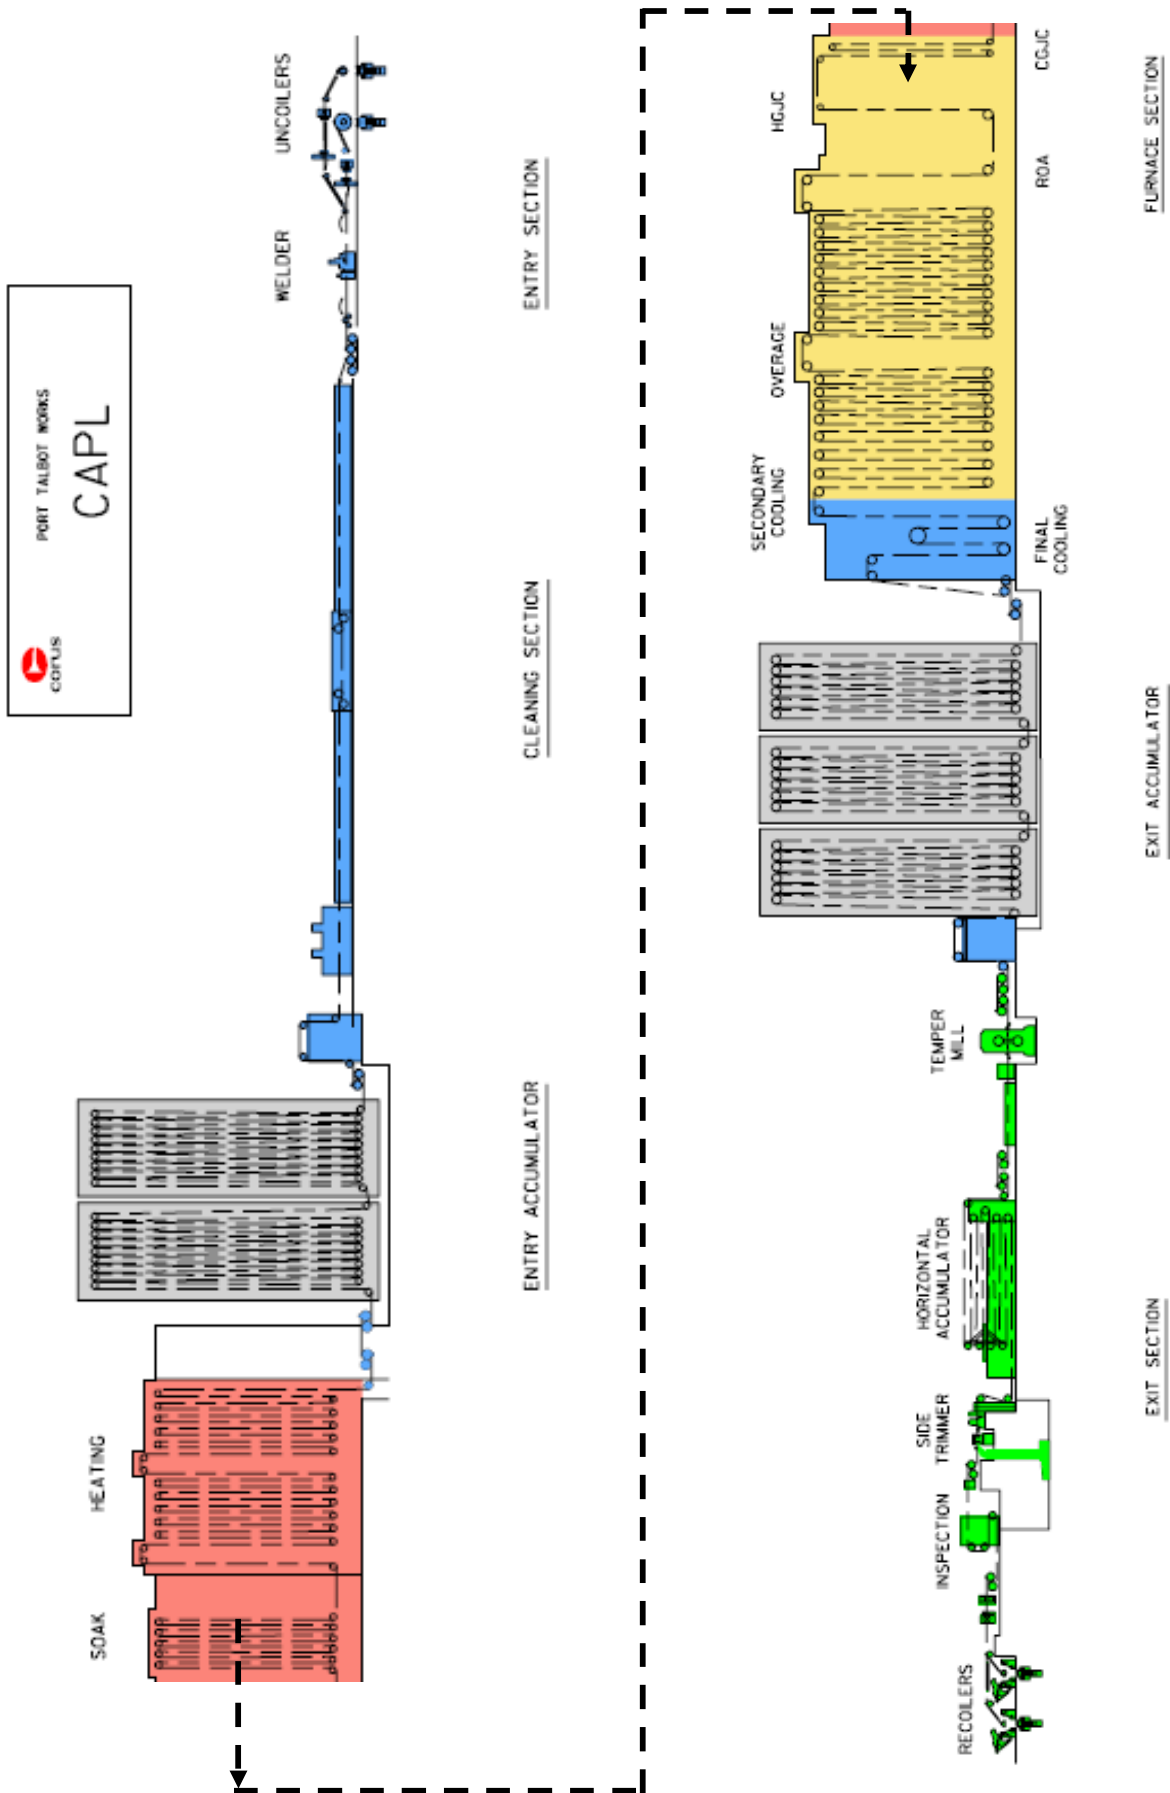 PORT TALBOT WORKS
CAPL
corus
UNCOILERS
WELDER
ENTRY SECTION
CLEANING SECTION
ENTRY ACCUMULATOR
HEATING
SOAK
CGJC
HGJC
ROA
FURNACE SECTION
OVERAGE
SECONDARY
COOLING
FINAL
COOLING
EXIT ACCUMULATOR
TEMPER
MILL
HORIZONTAL
ACCUMULATOR
SIDE
TRIMMER
INSPECTION
RECOILERS
EXIT SECTION